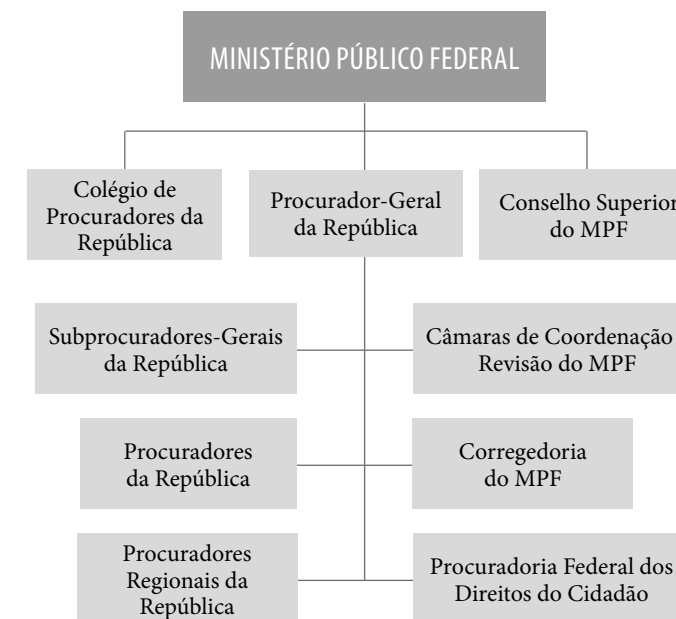 MINISTÉRIO PÚBLICO FEDERAL
Colégio de
Procuradores da
República
Procurador-Geral
da República
Conselho Superior
do MPF
Subprocuradores-Gerais
da República
Câmaras de Coordenação
Revisão do MPF
Procuradores
da República
Corregedoria
do MPF
Procuradores
Regionais da
República
Procuradoria Federal dos
Direitos do Cidadão